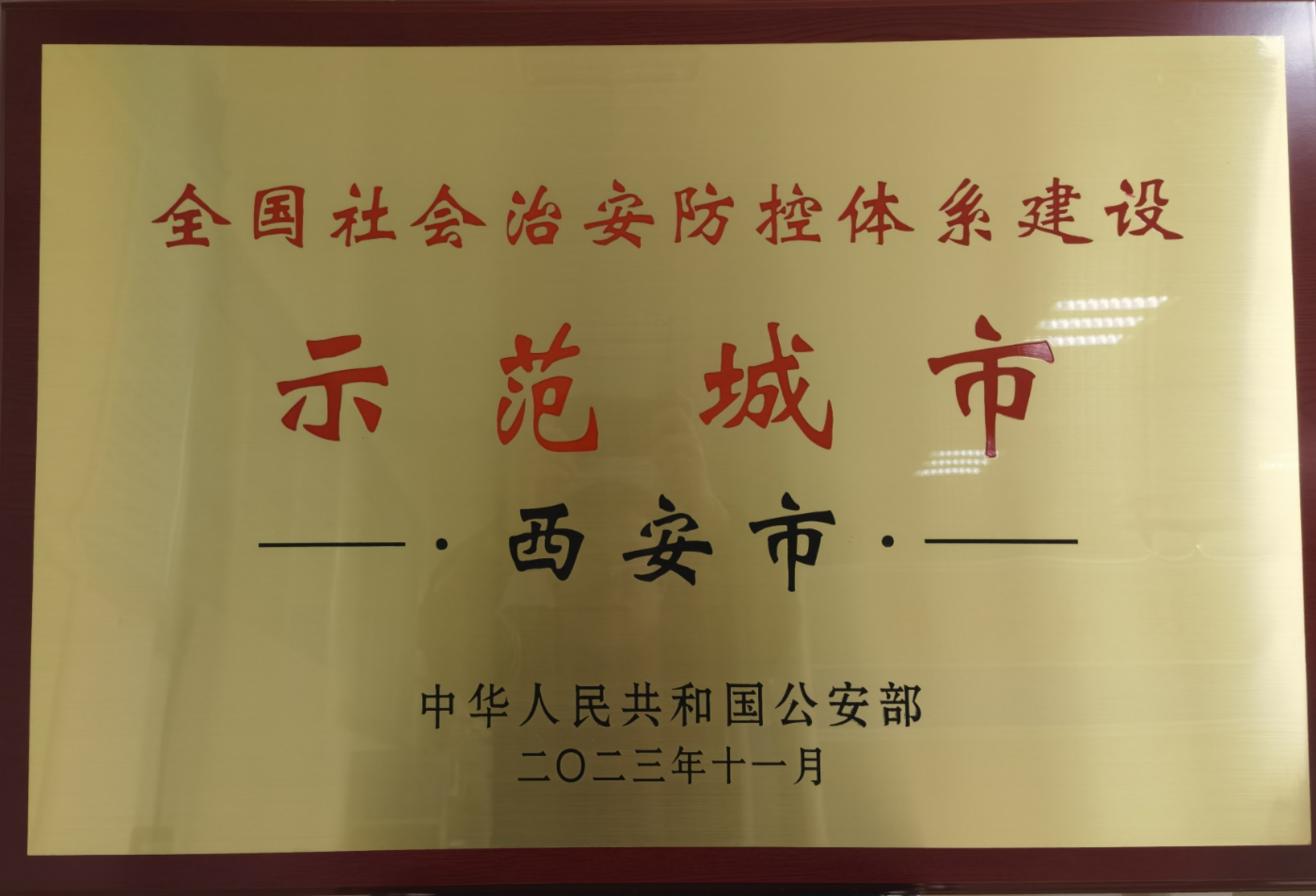 全国社会治安防控体系建设
示范城市
·西安市·
中华人民共和国公安部
二〇二三年十一月